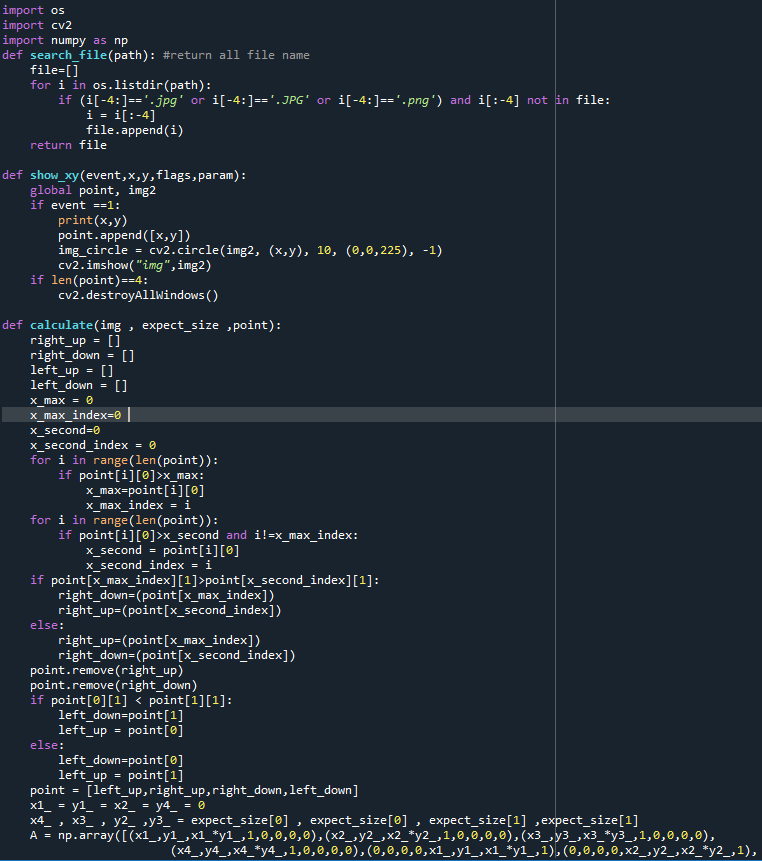 import os
import cv2
import numpy as np
def search_file(path): #return all file name
    file=[]
    for i in os.listdir(path):
        if (i[-4:]=='.jpg' or i[-4:]=='.JPG' or i[-4:]=='.png') and i[:-4] not in file:
            i = i[:-4]
            file.append(i)
    return file

def show_xy(event,x,y,flags,param):
    global point, img2
    if event ==1:
        print(x,y)
        point.append([x,y])
        img_circle = cv2.circle(img2, (x,y), 10, (0,0,225), -1)
        cv2.imshow("img",img2)
    if len(point)==4:
        cv2.destroyAllWindows()

def calculate(img , expect_size ,point):
    right_up = []
    right_down = []
    left_up = []
    left_down = []
    x_max = 0
    x_max_index=0
    x_second=0
    x_second_index = 0
    for i in range(len(point)):
        if point[i][0]>x_max:
            x_max=point[i][0]
            x_max_index = i
    for i in range(len(point)):
        if point[i][0]>x_second and i!=x_max_index:
            x_second = point[i][0]
            x_second_index = i
    if point[x_max_index][1]>point[x_second_index][1]:
        right_down=(point[x_max_index])
        right_up=(point[x_second_index])
    else:
        right_up=(point[x_max_index])
        right_down=(point[x_second_index])
    point.remove(right_up)
    point.remove(right_down)
    if point[0][1] < point[1][1]:
        left_down=point[1]
        left_up = point[0]
    else:
        left_down=point[0]
        left_up = point[1]
    point = [left_up,right_up,right_down,left_down]
    x1_ = y1_ = x2_ = y4_ = 0
    x4_ , x3_ , y2_ ,y3_ = expect_size[0] , expect_size[0] , expect_size[1] ,expect_size[1]
    A = np.array([(x1_,y1_,x1_*y1_,1,0,0,0,0),(x2_,y2_,x2_*y2_,1,0,0,0,0),(x3_,y3_,x3_*y3_,1,0,0,0,0),
                        (x4_,y4_,x4_*y4_,1,0,0,0,0),(0,0,0,0,x1_,y1_,x1_*y1_,1),(0,0,0,0,x2_,y2_,x2_*y2_,1),